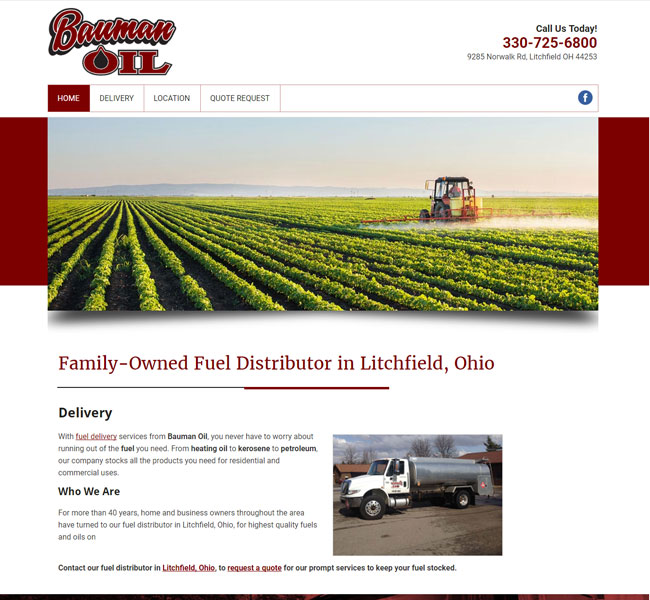 Bauman
OIL
Call Us Today!
330-725-6800
9285 Norwalk Rd, Litchfield OH 44253
HOME DELIVERY LOCATION QUOTE REQUEST f
Family-Owned Fuel Distributor in Litchfield, Ohio
Delivery
With fuel delivery services from Bauman Oil, you never have to worry about
running out of the fuel you need. From heating oil to kerosene to petroleum,
our company stocks all the products you need for residential and
commercial uses.
Who We Are
For more than 40 years, home and business owners throughout the area
have turned to our fuel distributor in Litchfield, Ohio, for highest quality fuels
and oils on
Contact our fuel distributor in Litchfield, Ohio, to request a quote for our prompt services to keep your fuel stocked.